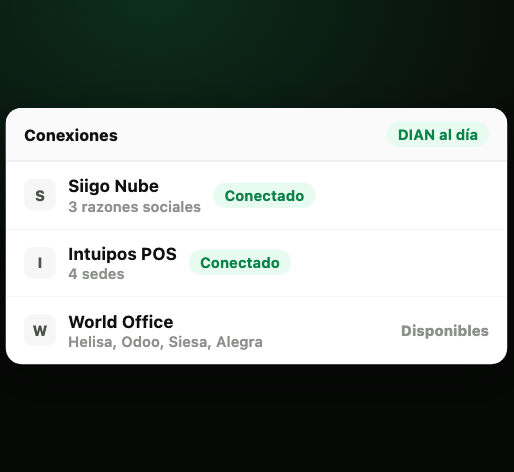 Conexiones
DIAN al día
S
Siigo Nube
3 razones sociales
Conectado
I
Intuipos POS
4 sedes
Conectado
W
World Office
Helisa, Odoo, Siesa, Alegra
Disponibles